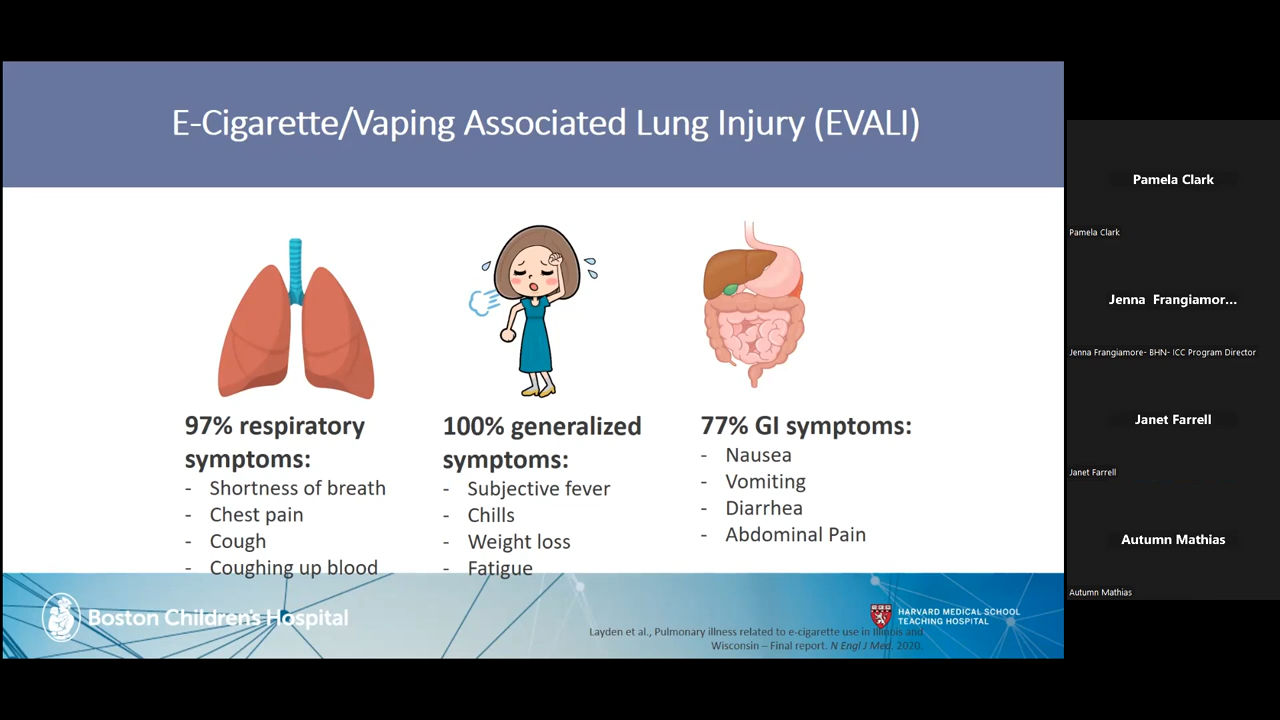 E-Cigarette/Vaping Associated Lung Injury (EVALI)
97% respiratory
symptoms:
- Shortness of breath
- Chest pain
- Cough
- Coughing up blood
100% generalized
symptoms:
- Subjective fever
- Chills
- Weight loss
- Fatigue
77% GI symptoms:
- Nausea
- Vomiting
- Diarrhea
- Abdominal Pain
Boston Children's Hospital
HARVARD MEDICAL SCHOOL
TEACHING HOSPITAL
Layden et al., Pulmonary illness related to e-cigarette use in Illinois and
Wisconsin – Final report. N Engl J Med. 2020.
Pamela Clark
Pamela Clark
Jenna Frangiamor...
Jenna Frangiamore- BHN- ICC Program Director
Janet Farrell
Janet Farrell
Autumn Mathias
Autumn Mathias